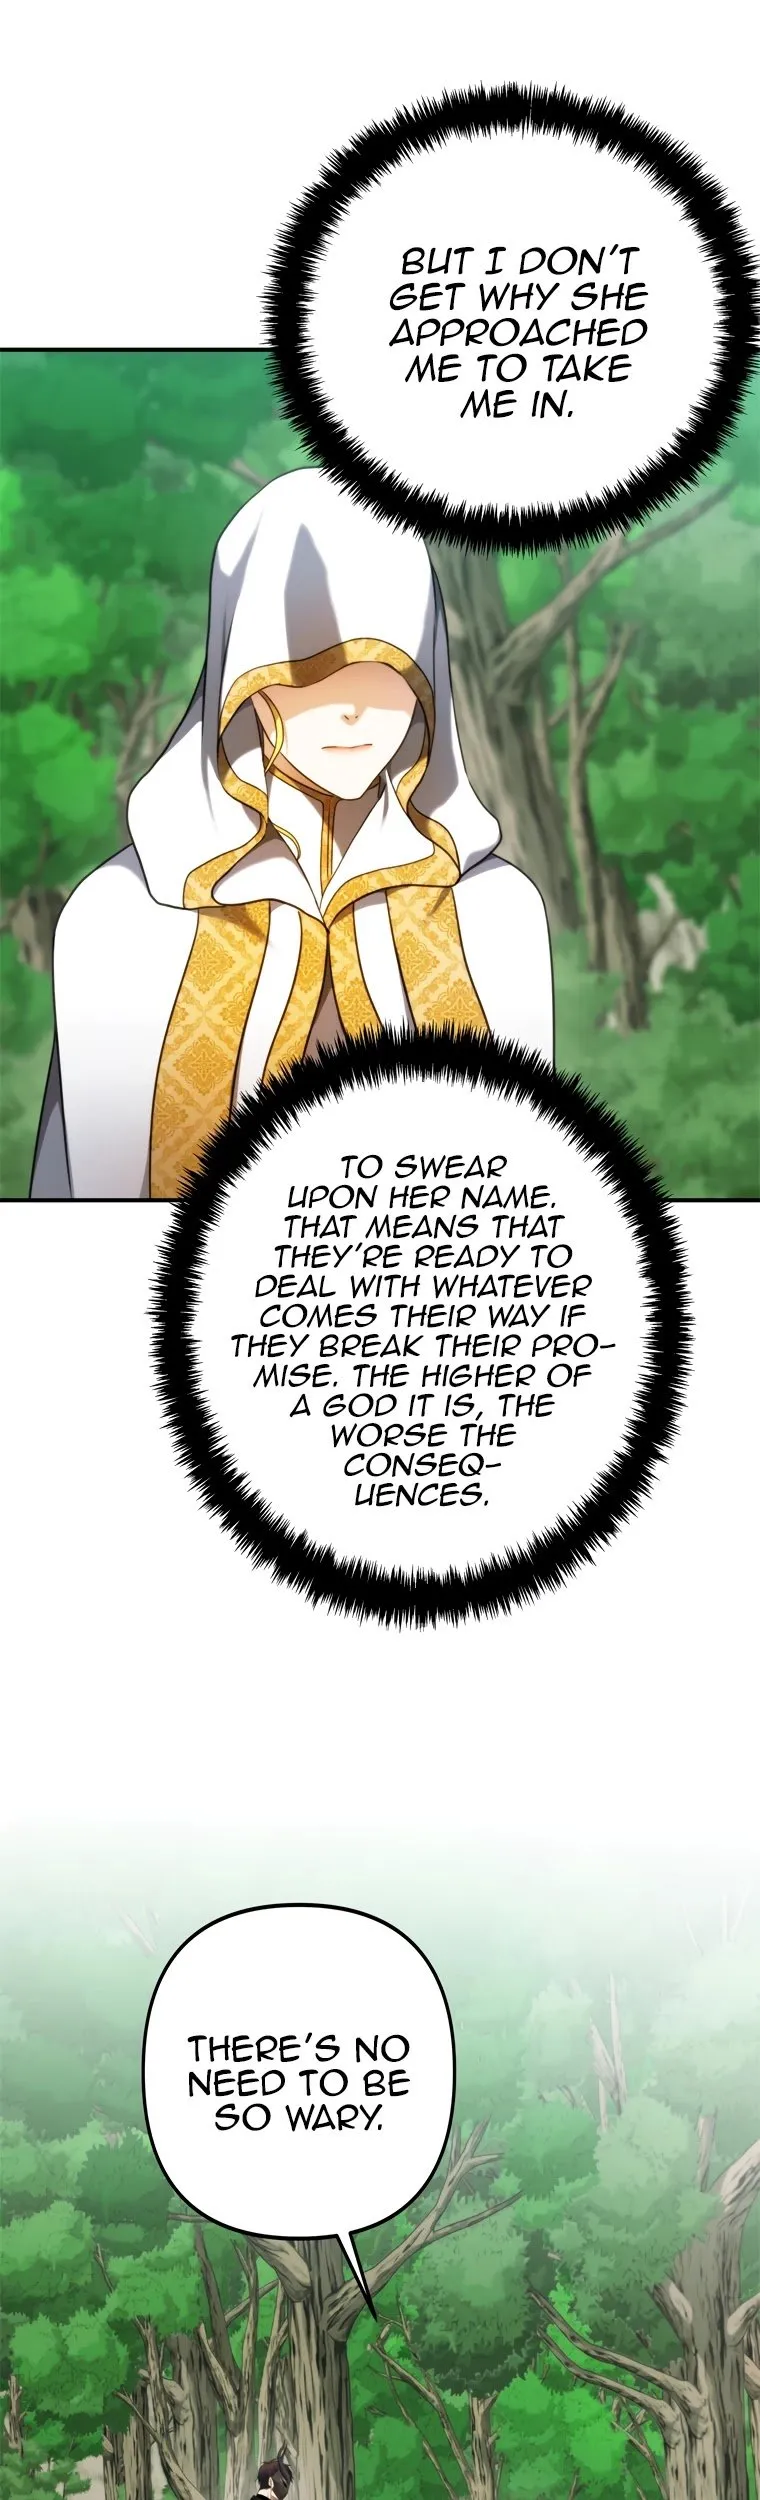 BUT I DON'T
GET WHY SHE
APPROACHED
ME TO TAKE
ME IN.
TO SWEAR
UPON HER NAME.
THAT MEANS THAT
THEY'RE READY TO
DEAL WITH WHATEVER
COMES THEIR WAY IF
THEY BREAK THEIR PRO-
MISE. THE HIGHER OF
A GOD IT IS, THE
WORSE THE
CONSEQ-
UENCES.
THERE'S NO
NEED TO BE
SO WARY.